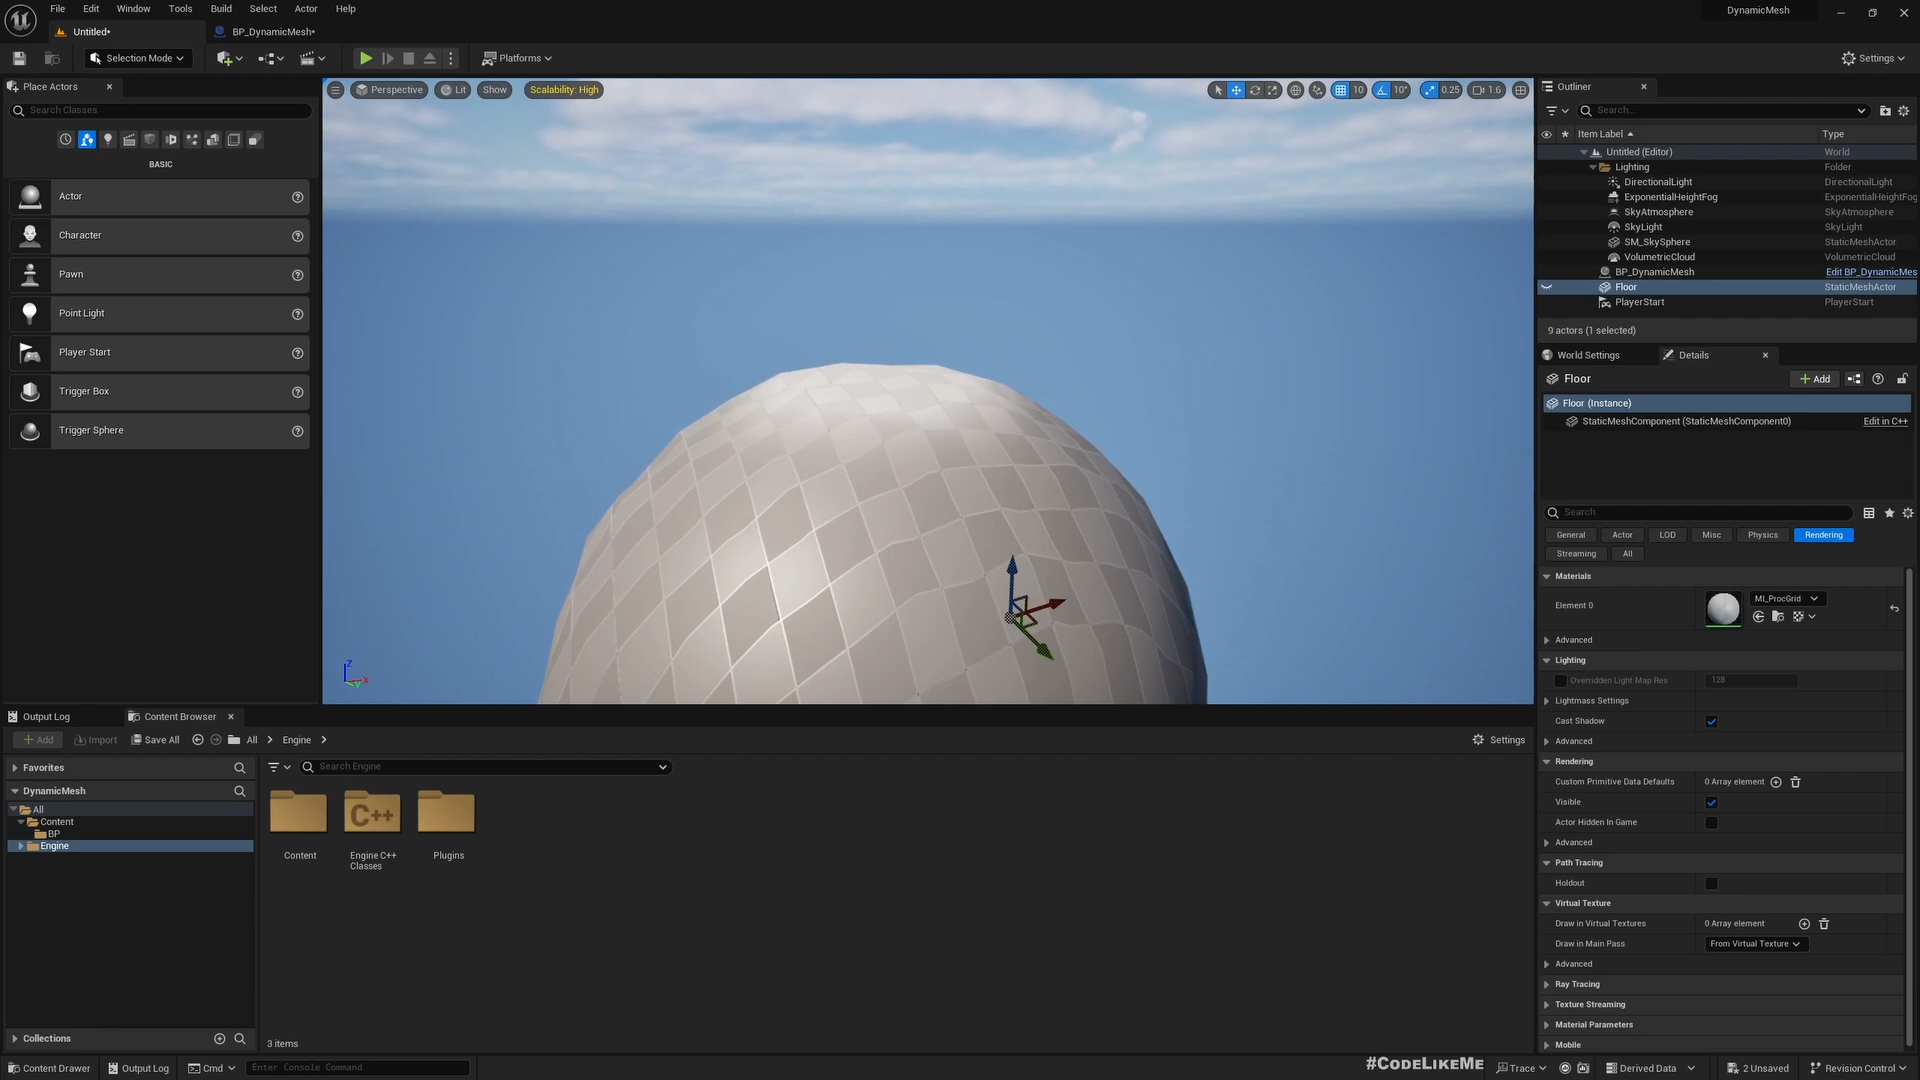 File Edit Window Tools Build Select Actor Help
DynamicMesh
Untitled*
BP_DynamicMesh*
Selection Mode
Platforms
Settings
Place Actors
Search Classes
BASIC
Actor
Character
Pawn
Point Light
Player Start
Trigger Box
Trigger Sphere
Perspective
Lit
Show
Scalability: High
10
10°
0.25
1.6
Z
X
Outliner
Search...
Item Label
Type
Untitled (Editor) World
Lighting Folder
DirectionalLight DirectionalLight
ExponentialHeightFog ExponentialHeightFog
SkyAtmosphere SkyAtmosphere
SkyLight SkyLight
SM_SkySphere StaticMeshActor
VolumetricCloud VolumetricCloud
BP_DynamicMesh Edit BP_DynamicMes
Floor StaticMeshActor
PlayerStart PlayerStart
9 actors (1 selected)
World Settings
Details
Floor
Add
Floor (Instance)
StaticMeshComponent (StaticMeshComponent0) Edit in C++
Search
General Actor LOD Misc Physics Rendering
Streaming All
Materials
Element 0
MI_ProcGrid
Advanced
Lighting
Overridden Light Map Res 128
Lightmass Settings
Cast Shadow
Advanced
Rendering
Custom Primitive Data Defaults 0 Array element
Visible
Actor Hidden In Game
Advanced
Path Tracing
Holdout
Virtual Texture
Draw in Virtual Textures 0 Array element
Draw in Main Pass From Virtual Texture
Advanced
Ray Tracing
Texture Streaming
Material Parameters
Mobile
Output Log
Content Browser
Add
Import
Save All
All
Engine
Settings
Favorites
DynamicMesh
All
Content
BP
Engine
Collections
Search Engine
C++
Content
Engine C++
Classes
Plugins
3 items
#CODELIKEME
Content Drawer
Output Log
Cmd
Enter Console Command
Trace
Derived Data
2 Unsaved
Revision Control